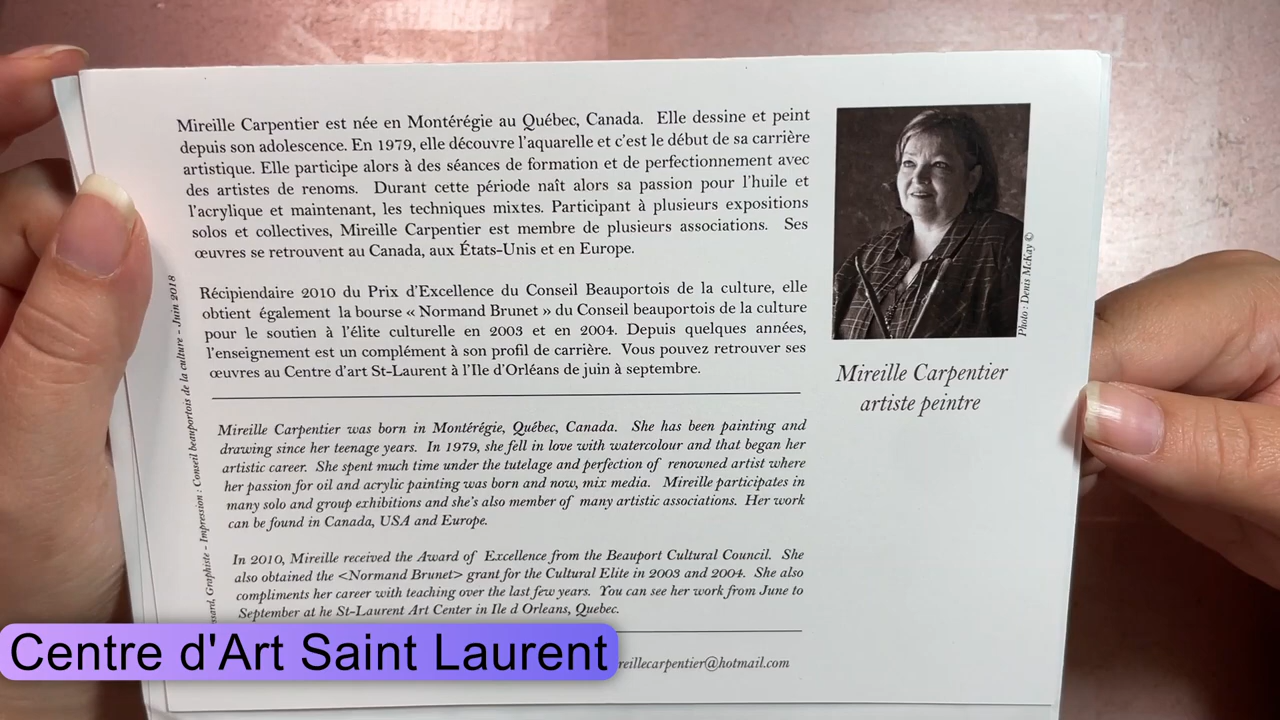 Mireille Carpentier est née en Montérégie au Québec, Canada. Elle dessine et peint
depuis son adolescence. En 1979, elle découvre l'aquarelle et c'est le début de sa carrière
artistique. Elle participe alors à des séances de formation et de perfectionnement avec
des artistes de renoms. Durant cette période naît alors sa passion pour l'huile et
l'acrylique et maintenant, les techniques mixtes. Participant à plusieurs expositions
solos et collectives, Mireille Carpentier est membre de plusieurs associations. Ses
œuvres se retrouvent au Canada, aux États-Unis et en Europe.
Récipiendaire 2010 du Prix d'Excellence du Conseil Beauportois de la culture, elle
obtient également la bourse « Normand Brunet » du Conseil beauportois de la culture
pour le soutien à l'élite culturelle en 2003 et en 2004. Depuis quelques années,
l'enseignement est un complément à son profil de carrière. Vous pouvez retrouver ses
œuvres au Centre d'art St-Laurent à l'Ile d'Orléans de juin à septembre.
Mireille Carpentier was born in Montérégie, Québec, Canada. She has been painting and
drawing since her teenage years. In 1979, she fell in love with watercolour and that began her
artistic career. She spent much time under the tutelage and perfection of renowned artist where
her passion for oil and acrylic painting was born and now, mix media. Mireille participates in
many solo and group exhibitions and she's also member of many artistic associations. Her work
can be found in Canada, USA and Europe.
In 2010, Mireille received the Award of Excellence from the Beauport Cultural Council. She
also obtained the <Normand Brunet> grant for the Cultural Elite in 2003 and 2004. She also
compliments her career with teaching over the last few years. You can see her work from June to
September at he St-Laurent Art Center in Ile d Orleans, Quebec.
reillecarpentier@hotmail.com
Graphiste - Impression : Conseil beauportois de la culture - Juin 2018
Photo : Denis McKay ©
Mireille Carpentier
artiste peintre
Centre d'Art Saint Laurent